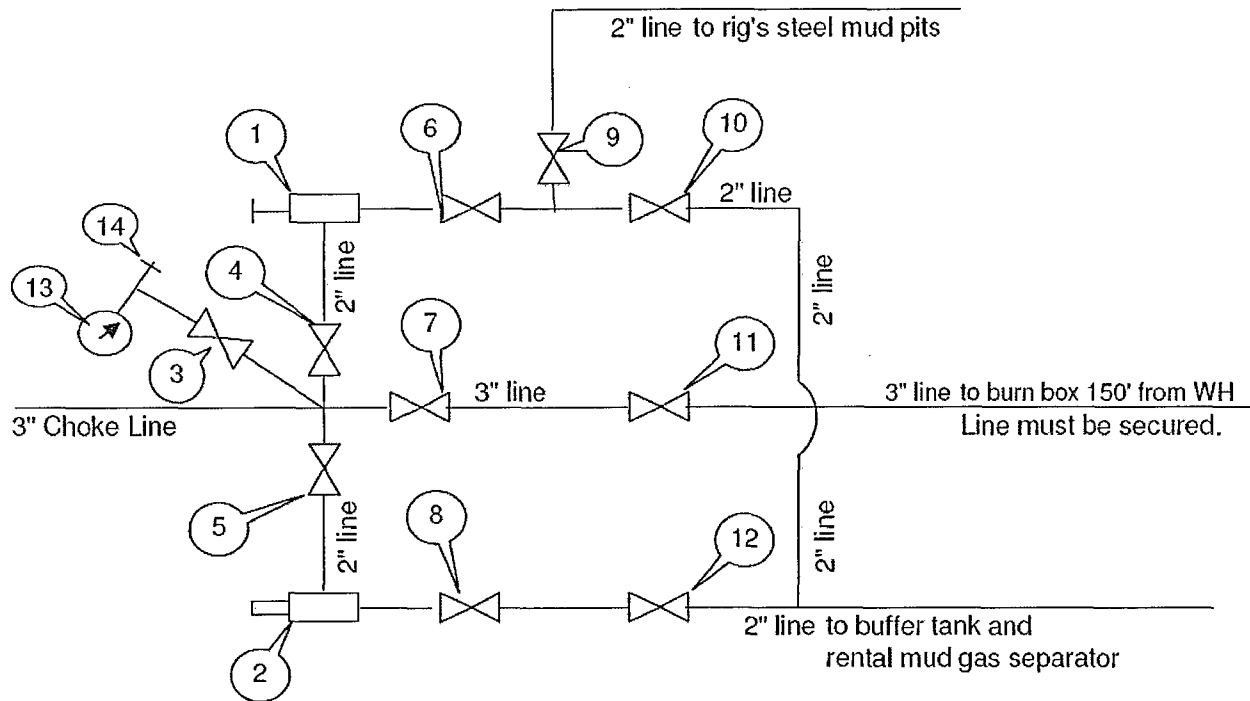 2" line to rig's steel mud pits
1
6
9
10
2" line
14
4
2" line
2" line
13
7
11
3
3" line
3" line to burn box 150' from WH
3" Choke Line
Line must be secured.
5
8
12
2" line
2" line
2" line to buffer tank and
rental mud gas separator
2